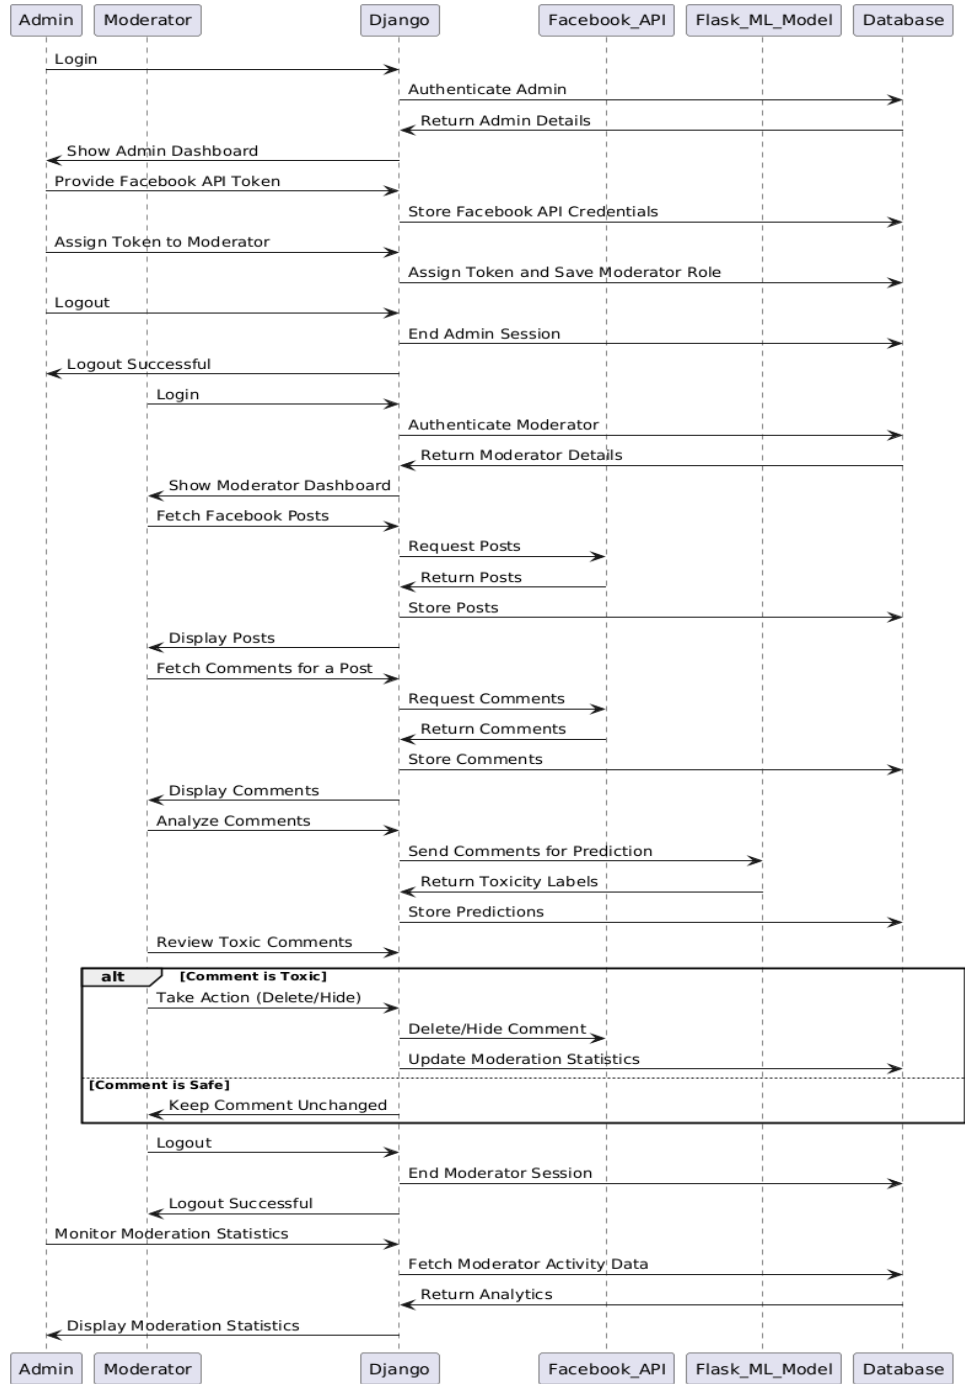 Admin Moderator Django Facebook_API Flask_ML_Model Database
Login
Authenticate Admin
Return Admin Details
Show Admin Dashboard
Provide Facebook API Token
Store Facebook API Credentials
Assign Token to Moderator
Assign Token and Save Moderator Role
Logout
End Admin Session
Logout Successful
Login
Authenticate Moderator
Return Moderator Details
Show Moderator Dashboard
Fetch Facebook Posts
Request Posts
Return Posts
Store Posts
Display Posts
Fetch Comments for a Post
Request Comments
Return Comments
Store Comments
Display Comments
Analyze Comments
Send Comments for Prediction
Return Toxicity Labels
Store Predictions
Review Toxic Comments
alt [Comment is Toxic]
Take Action (Delete/Hide)
Delete/Hide Comment
Update Moderation Statistics
[Comment is Safe]
Keep Comment Unchanged
Logout
End Moderator Session
Logout Successful
Monitor Moderation Statistics
Fetch Moderator Activity Data
Return Analytics
Display Moderation Statistics
Admin Moderator Django Facebook_API Flask_ML_Model Database